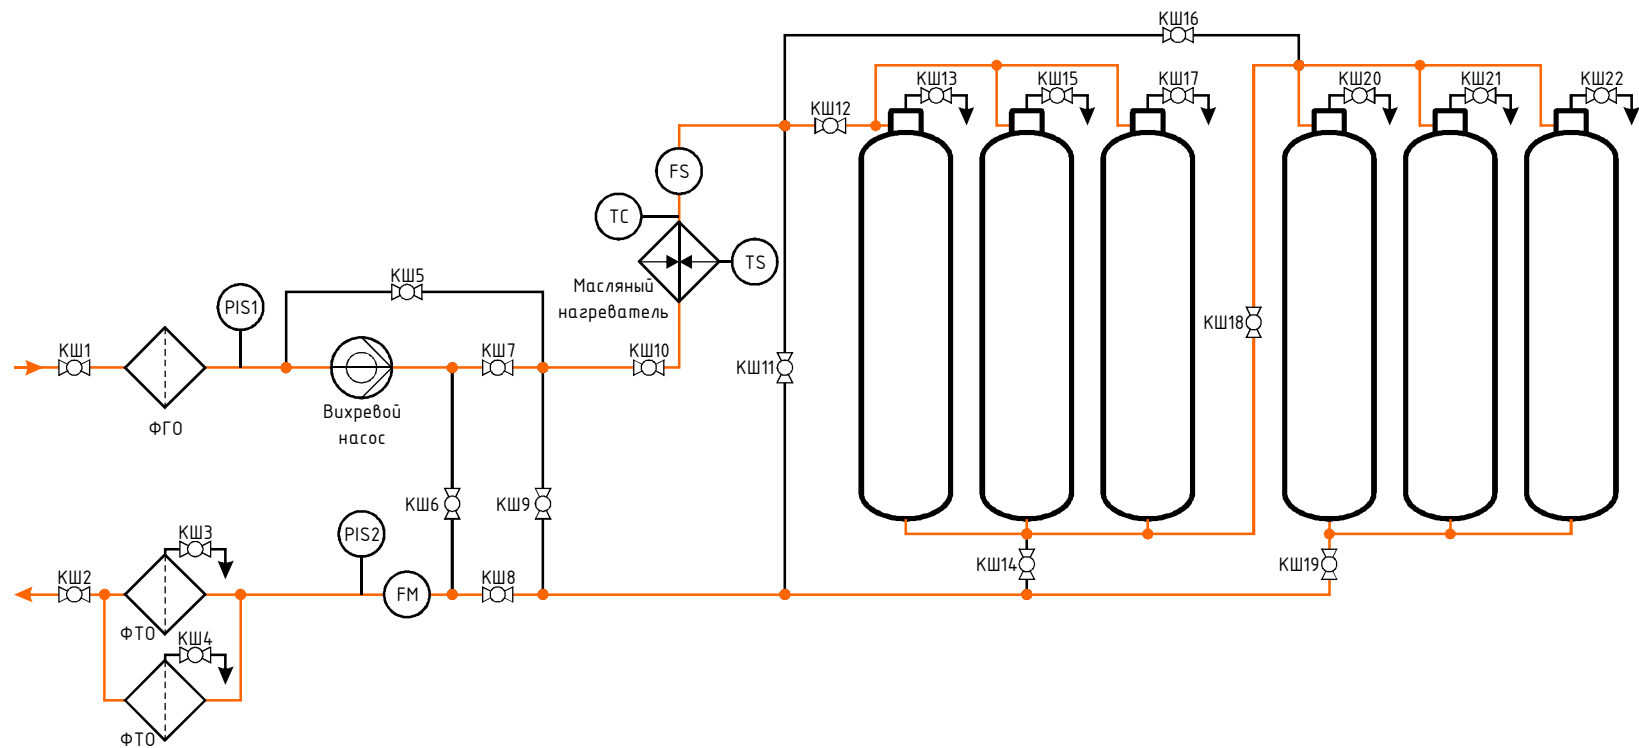 КШ16
КШ13
КШ15
КШ17
КШ20
КШ21
КШ22
КШ12
FS
TC
TS
Масляный
нагреватель
КШ5
PIS1
КШ18
КШ1
КШ7
КШ10
КШ11
ФГО
Вихревой
насос
КШ6
КШ9
КШ3
PIS2
КШ14
КШ19
КШ2
FM
КШ8
ФТО
КШ4
ФТО